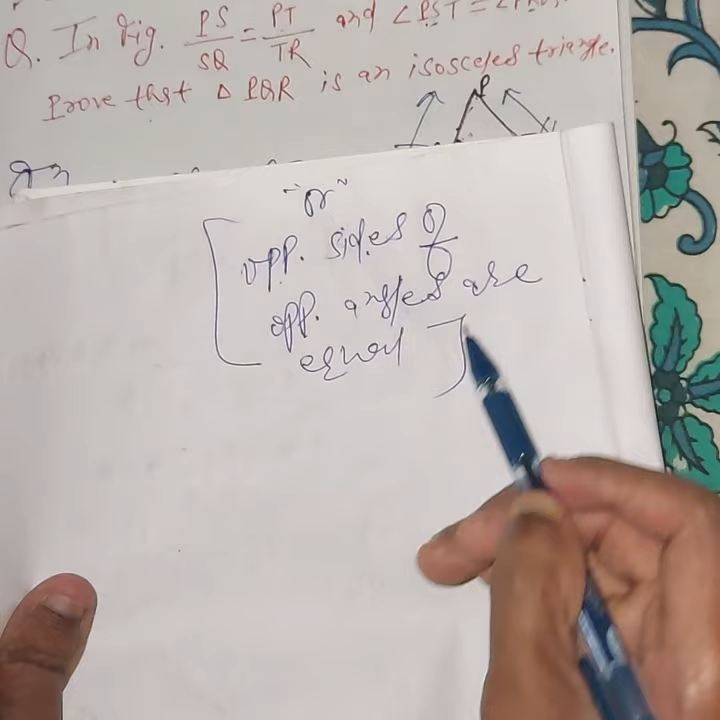 Q. In fig. PS/SQ = PT/TR and ∠PST =
Prove that △ PQR is an isosceles triangle.
P
"or"
[opp. sides of
opp. angles are
equal]